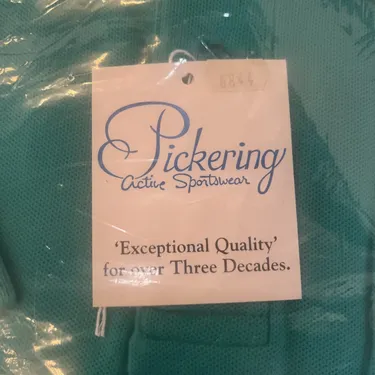 Pickering
Active Sportswear
'Exceptional Quality'
for over Three Decades.